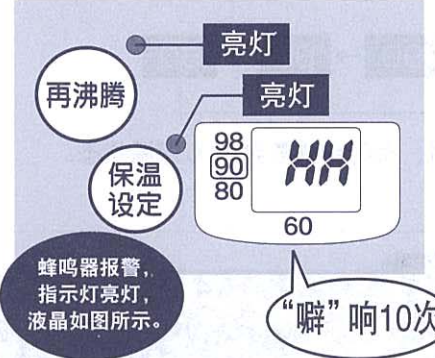 亮灯
再沸腾
亮灯
保温
设定
98
90
80
HH
60
蜂鸣器报警，
指示灯亮灯，
液晶如图所示。
“噼”响10次